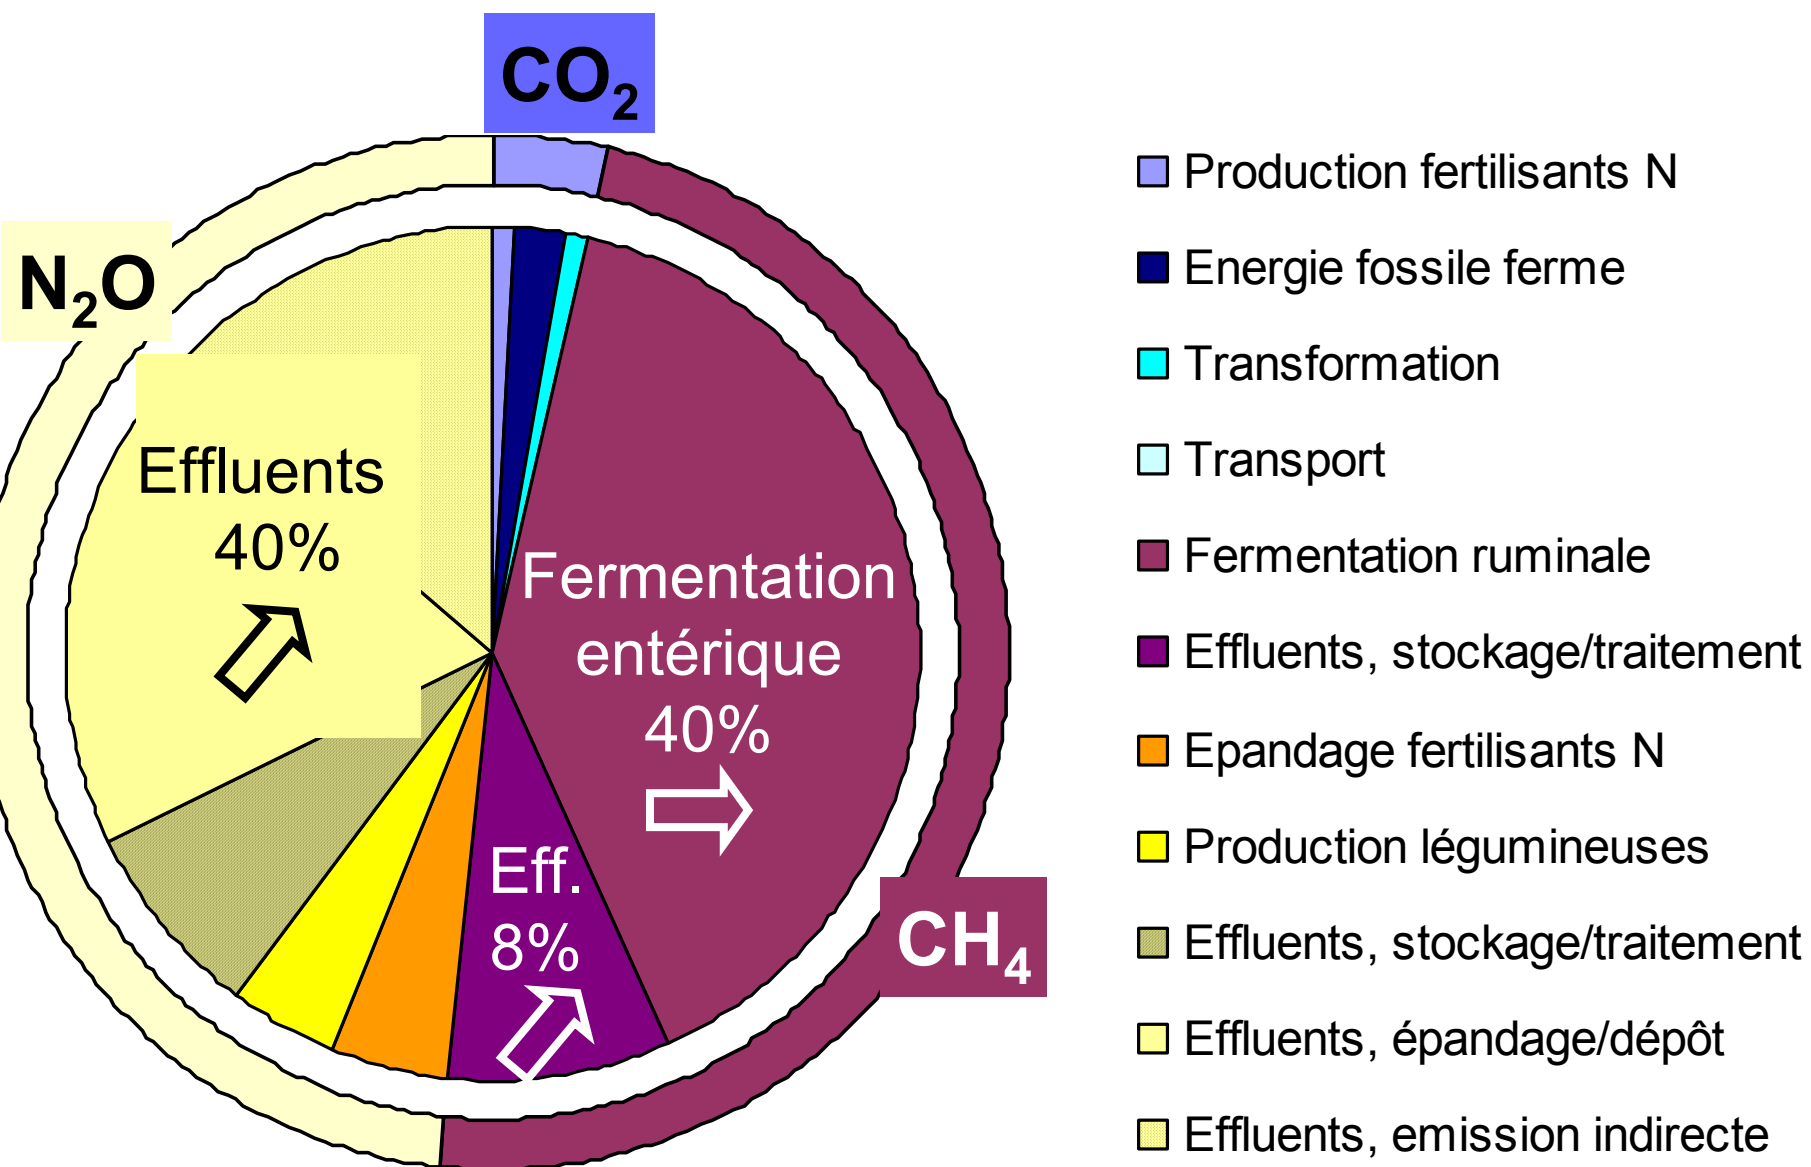 CO₂
N₂O
Effluents
40%
Fermentation
entérique
40%
Eff.
8%
CH₄
Production fertilisants N
Energie fossile ferme
Transformation
Transport
Fermentation ruminale
Effluents, stockage/traitement
Epandage fertilisants N
Production légumineuses
Effluents, stockage/traitement
Effluents, épandage/dépôt
Effluents, emission indirecte